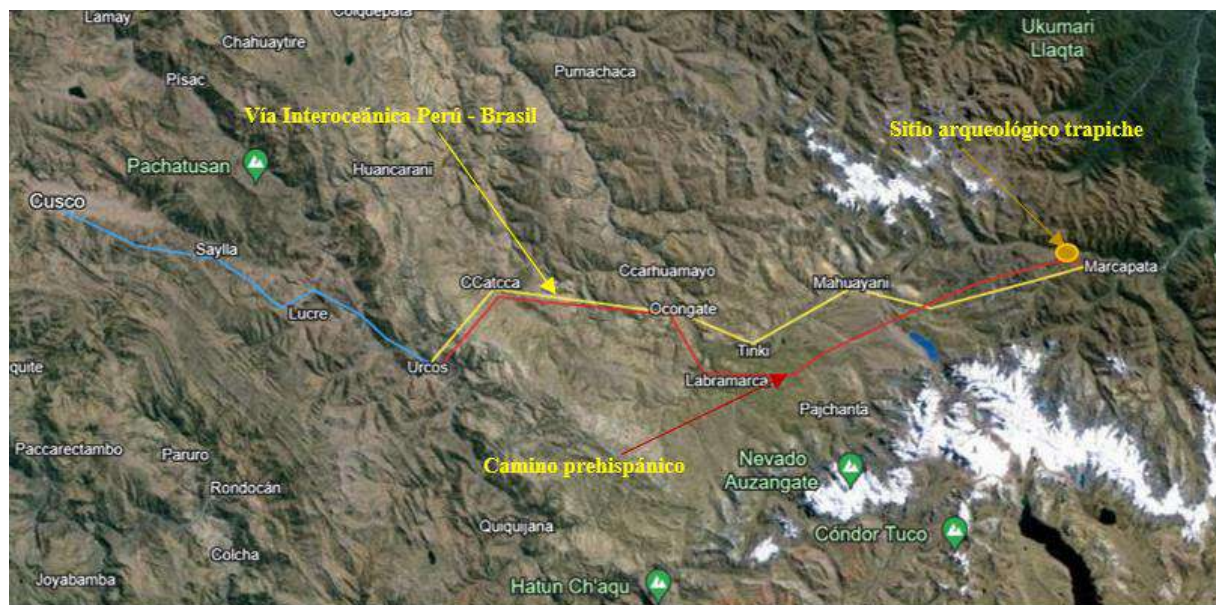 Lamay
Colquepata
Chahuaytire
Ukumari
Llaqta
Pumachaca
Písac
Vía Interoceánica Perú - Brasil
Sitio arqueológico trapiche
Pachatusan
Huancarani
Cusco
Saylla
Ccarhuamayo
Marcapata
CCatcca
Mahuayani
Lucre
Ocongate
Tinki
Urcos
quite
Labramarca
Pajchanta
Paccarectambo
Paruro
Camino prehispánico
Nevado
Auzangate
Rondocán
Quiquijana
Cóndor Tuco
Colcha
Joyabamba
Hatun Ch'aqu